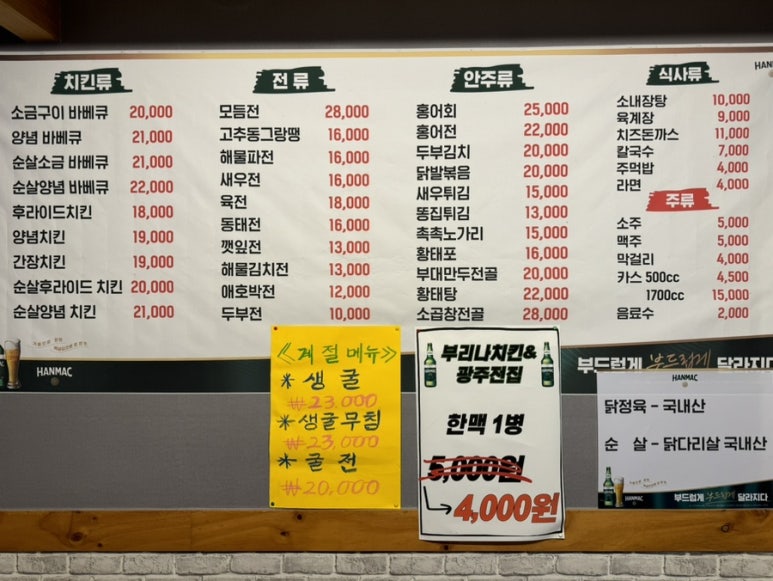 치킨류
소금구이 바베큐 20,000
양념 바베큐 21,000
순살소금 바베큐 21,000
순살양념 바베큐 22,000
후라이드치킨 18,000
양념치킨 19,000
간장치킨 19,000
순살후라이드 치킨 20,000
순살양념 치킨 21,000
전 류
모듬전 28,000
고추동그랑땡 16,000
해물파전 16,000
새우전 16,000
육전 18,000
동태전 16,000
깻잎전 13,000
해물김치전 13,000
애호박전 12,000
두부전 10,000
안주류
홍어회 25,000
홍어전 22,000
두부김치 20,000
닭발볶음 20,000
새우튀김 15,000
똥집튀김 13,000
촉촉노가리 15,000
황태포 16,000
부대만두전골 20,000
황태탕 22,000
소곱창전골 28,000
HANMAC
식사류
소내장탕 10,000
육계장 9,000
치즈돈까스 11,000
칼국수 7,000
주먹밥 4,000
라면 4,000
주류
소주 5,000
맥주 5,000
막걸리 4,000
카스 500cc 4,500
1700cc 15,000
음료수 2,000
HANMAC
부드럽게 부드럽게 달라지다
《계절메뉴》
* 생 굴
₩23,000
* 생굴무침
₩23,000
* 굴 전
₩20,000
부리나치킨&
광주전집
한맥 1병
5,000원
4,000원
HANMAC
닭정육 - 국내산
순 살 - 닭다리살 국내산
HANMAC
부드럽게 부드럽게 달라지다